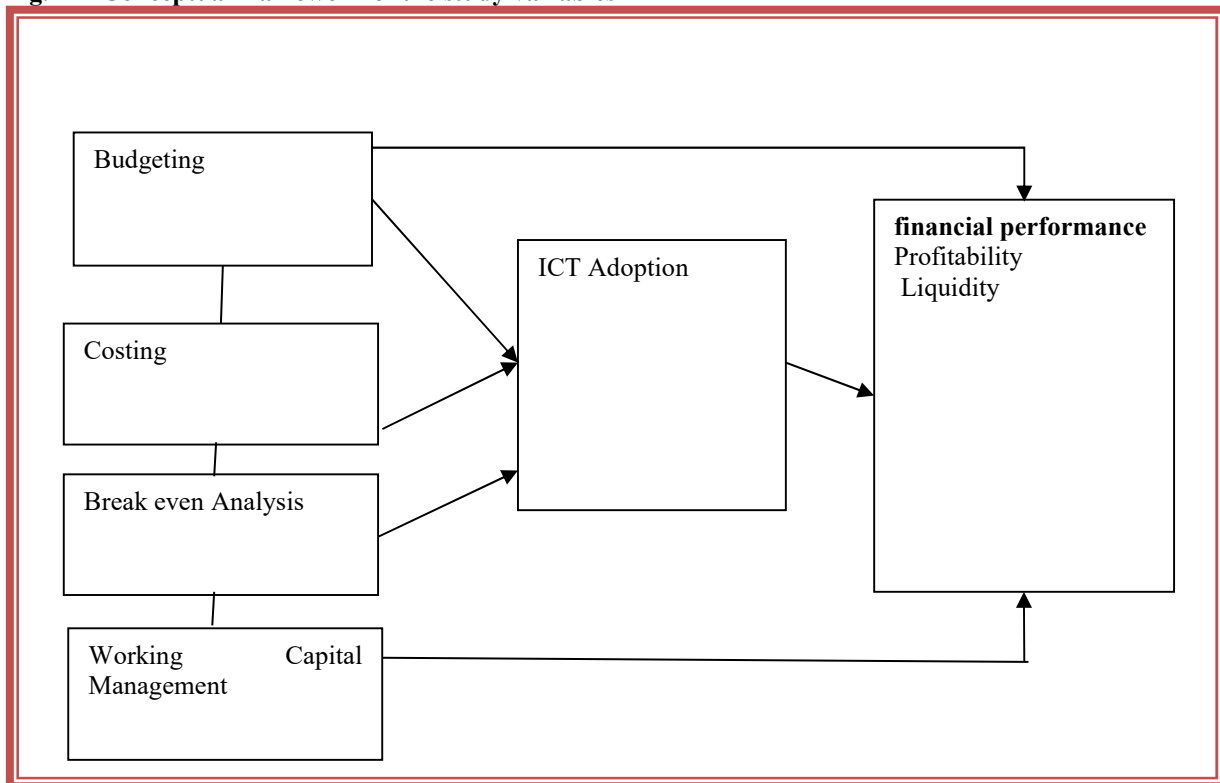 Budgeting
Costing
Break even Analysis
Working Capital
Management
ICT Adoption
financial performance
Profitability
Liquidity